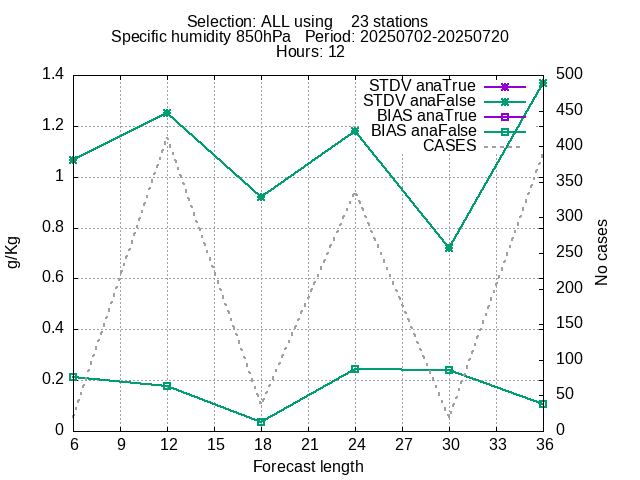 Selection: ALL using    23 stations
Specific humidity 850hPa   Period: 20250702-20250720
Hours: 12
STDV anaTrue
STDV anaFalse
BIAS anaTrue
BIAS anaFalse
CASES
1.4
1.2
1
0.8
0.6
0.4
0.2
0
g/Kg
500
450
400
350
300
250
200
150
100
50
0
No cases
6 9 12 15 18 21 24 27 30 33 36
Forecast length